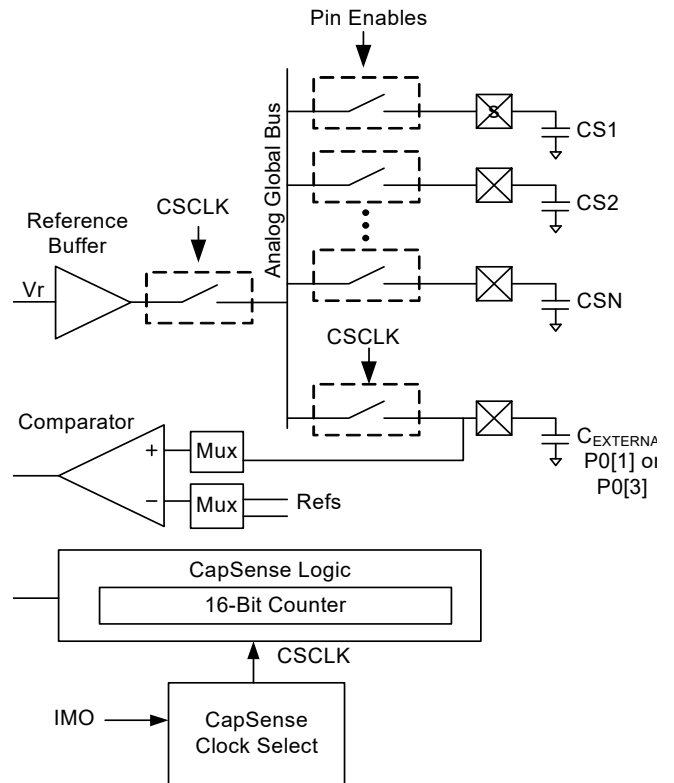 Pin Enables
Analog Global Bus
S
CS1
CS2
CSCLK
Reference
Buffer
Vr
CSN
CSCLK
Comparator
+
Mux
C EXTERNA
P0[1] or
P0[3]
−
Mux
Refs
CapSense Logic
16-Bit Counter
CSCLK
IMO
CapSense
Clock Select